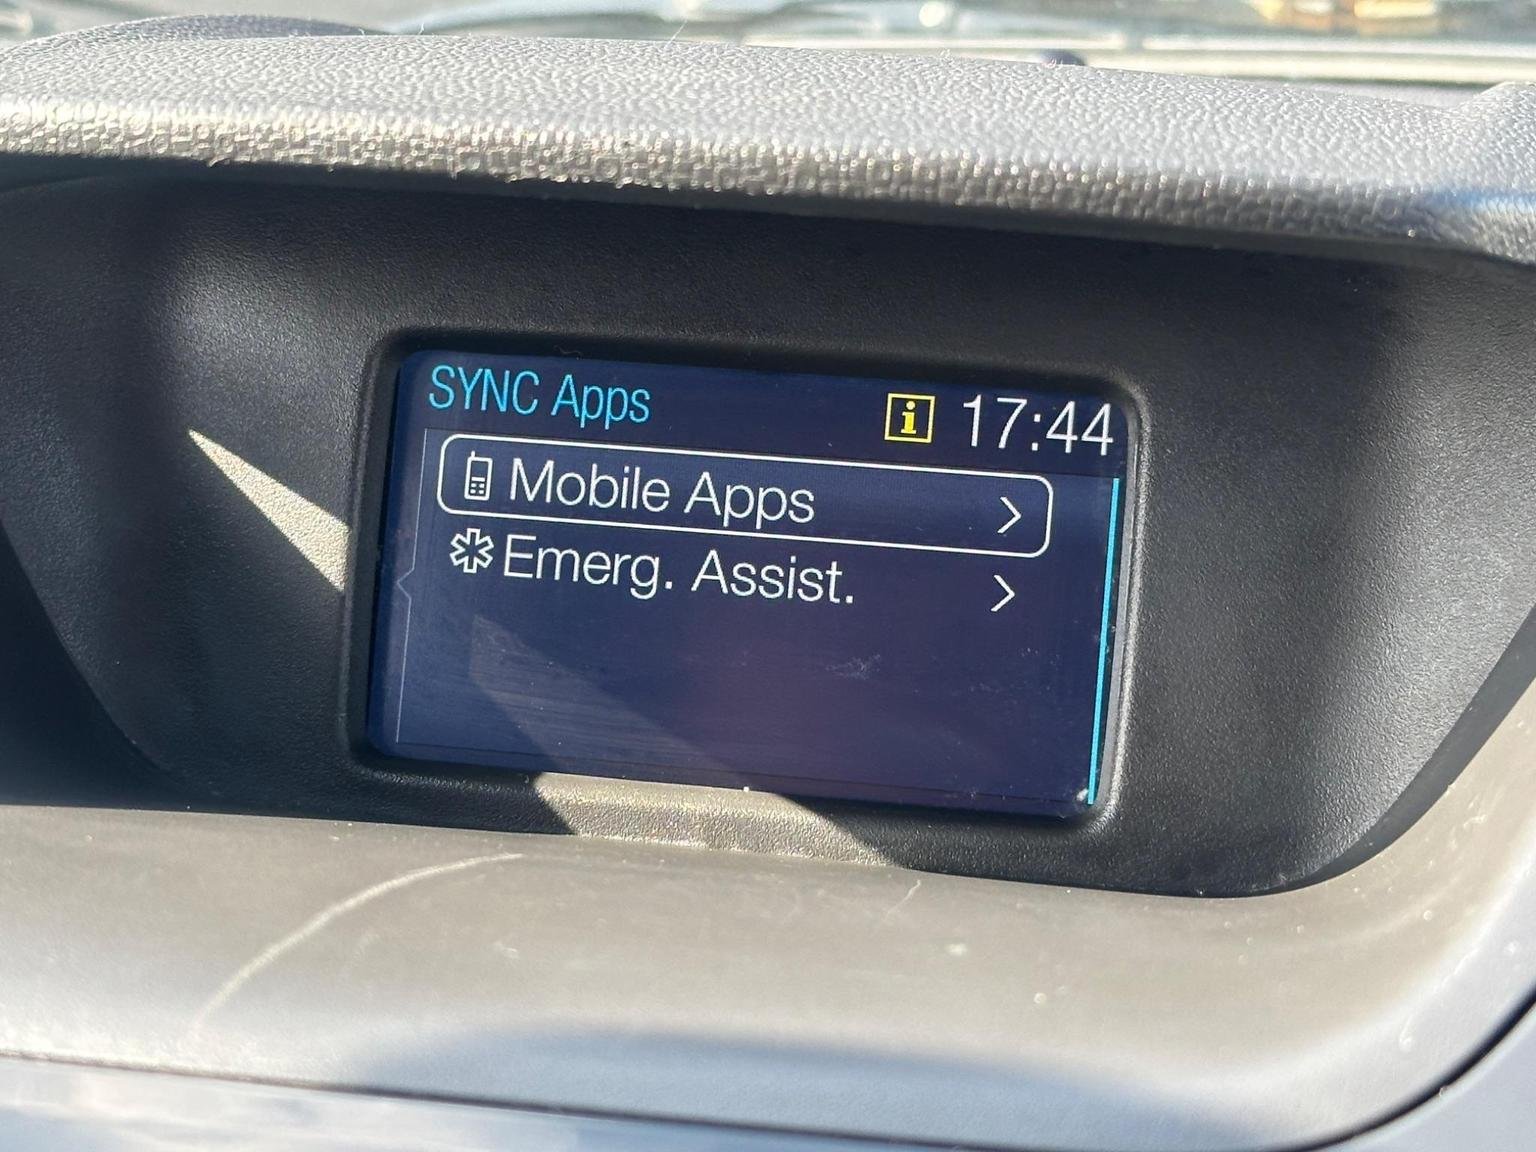 SYNC Apps
i 17:44
Mobile Apps
Emerg. Assist.